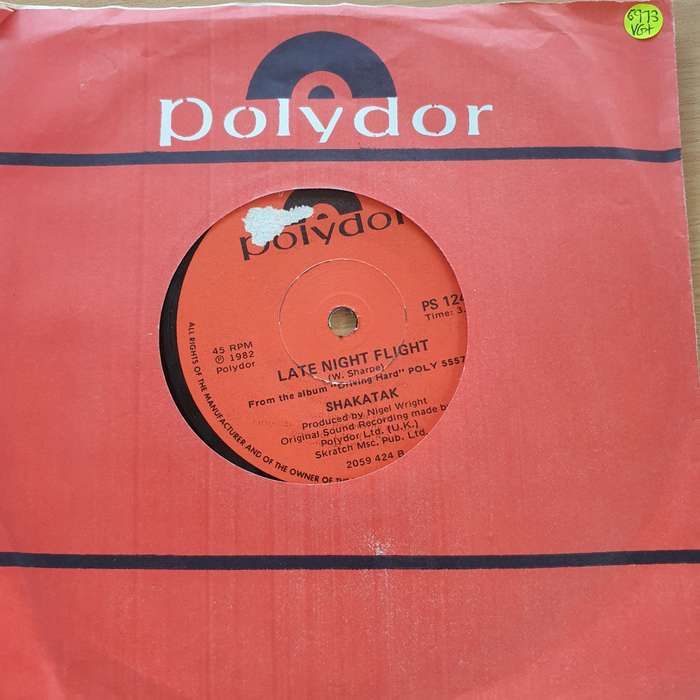 6973
VG+
polydor
polydor
PS 124
Time: 3.
45 RPM
℗ 1982
Polydor
LATE NIGHT FLIGHT
(W. Sharpe)
From the album "Driving Hard" POLY 5557
SHAKATAK
Produced by Nigel Wright
Original Sound Recording made by
Polydor Ltd. (U.K.)
Skratch Msc. Pub. Ltd.
2059 424 B
ALL RIGHTS OF THE MANUFACTURER AND OF THE OWNER OF THE